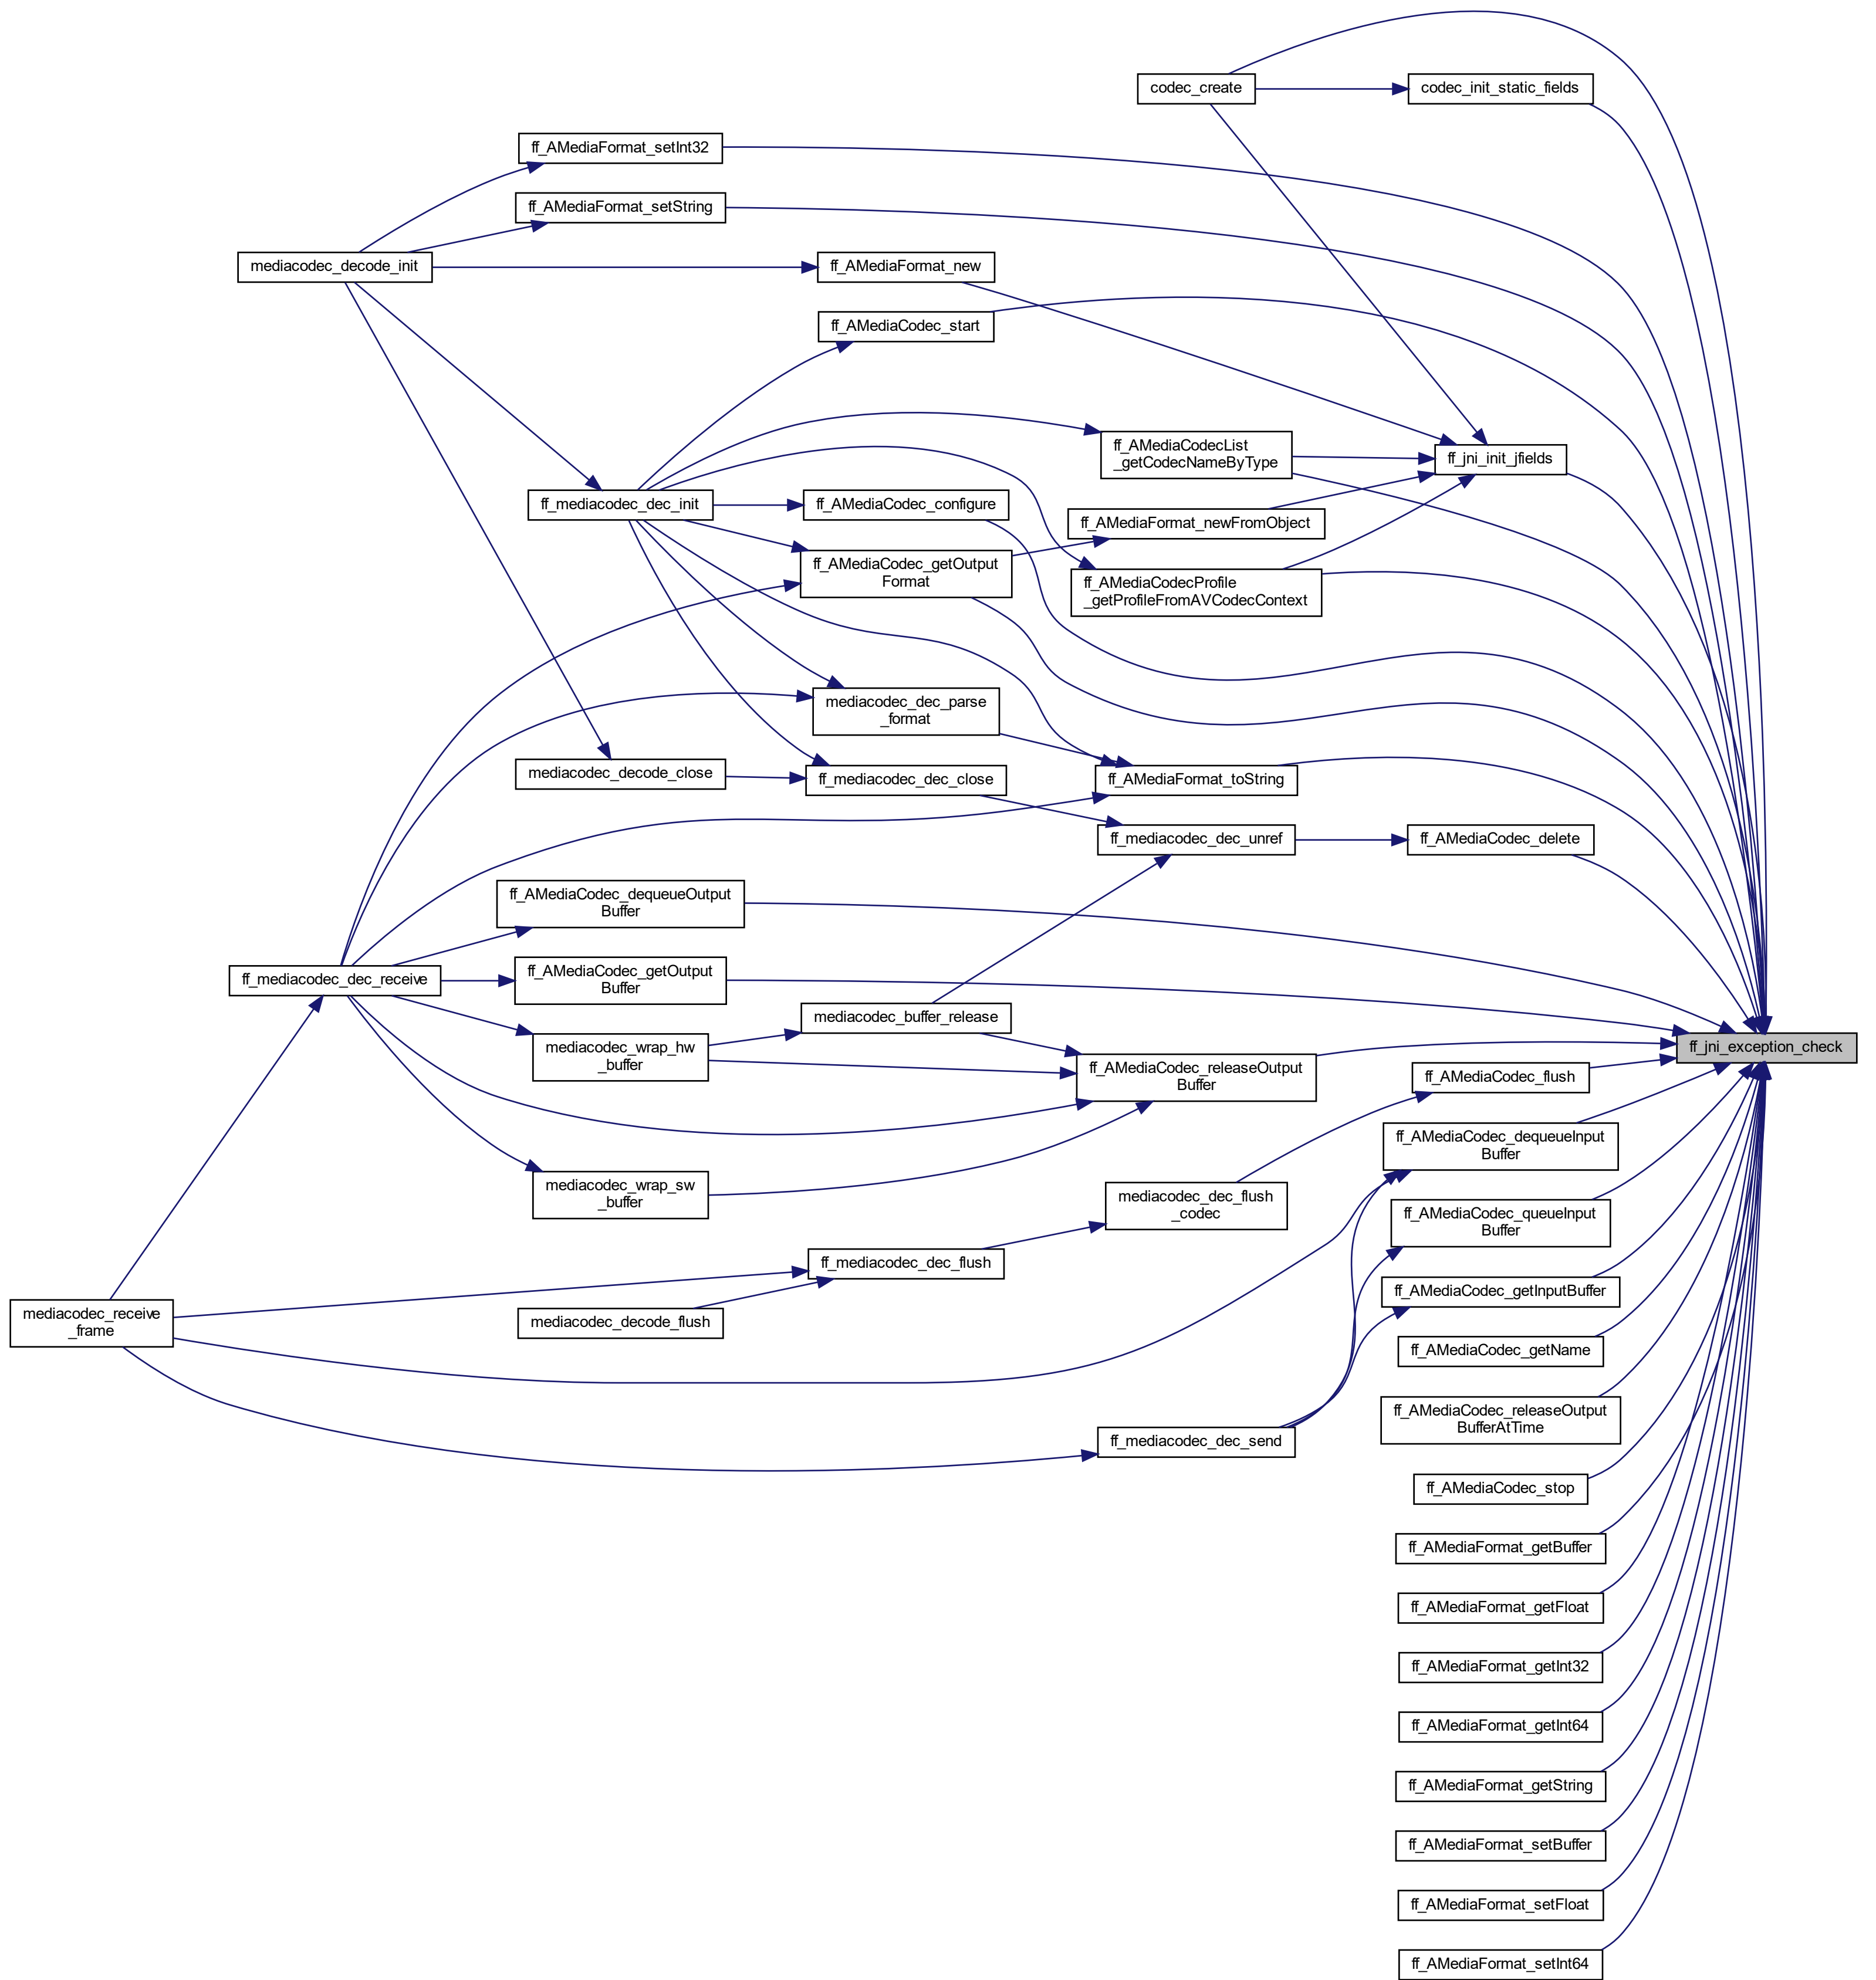 codec_create
codec_init_static_fields
ff_AMediaFormat_setInt32
ff_AMediaFormat_setString
mediacodec_decode_init
ff_AMediaFormat_new
ff_AMediaCodec_start
ff_AMediaCodecList
_getCodecNameByType
ff_jni_init_jfields
ff_mediacodec_dec_init
ff_AMediaCodec_configure
ff_AMediaFormat_newFromObject
ff_AMediaCodec_getOutput
Format
ff_AMediaCodecProfile
_getProfileFromAVCodecContext
mediacodec_dec_parse
_format
mediacodec_decode_close
ff_mediacodec_dec_close
ff_AMediaFormat_toString
ff_mediacodec_dec_unref
ff_AMediaCodec_delete
ff_AMediaCodec_dequeueOutput
Buffer
ff_mediacodec_dec_receive
ff_AMediaCodec_getOutput
Buffer
mediacodec_buffer_release
mediacodec_wrap_hw
_buffer
ff_jni_exception_check
ff_AMediaCodec_releaseOutput
Buffer
ff_AMediaCodec_flush
ff_AMediaCodec_dequeueInput
Buffer
mediacodec_wrap_sw
_buffer
mediacodec_dec_flush
_codec
ff_AMediaCodec_queueInput
Buffer
ff_mediacodec_dec_flush
ff_AMediaCodec_getInputBuffer
mediacodec_receive
_frame
mediacodec_decode_flush
ff_AMediaCodec_getName
ff_AMediaCodec_releaseOutput
BufferAtTime
ff_mediacodec_dec_send
ff_AMediaCodec_stop
ff_AMediaFormat_getBuffer
ff_AMediaFormat_getFloat
ff_AMediaFormat_getInt32
ff_AMediaFormat_getInt64
ff_AMediaFormat_getString
ff_AMediaFormat_setBuffer
ff_AMediaFormat_setFloat
ff_AMediaFormat_setInt64